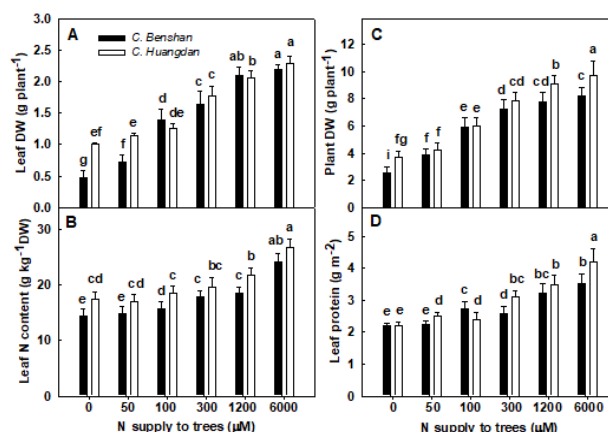 A
C. Benshan
C. Huangdan
Leaf DW (g plant-1)
3.0
2.5
2.0
1.5
1.0
0.5
0.0
g ef f e d de c c ab b a a
C
Plant DW (g plant-1)
12
10
8
6
4
2
0
i fg f f e e d cd cd b c a
B
Leaf N content (g kg-1DW)
30
20
10
0
e cd e cd d c c bc c b ab a
D
Leaf protein (g m-2)
5
4
3
2
1
0
e e e d c d d bc bc b b a
0 50 100 300 1200 6000
N supply to trees (µM)
0 50 100 300 1200 6000
N supply to trees (µM)